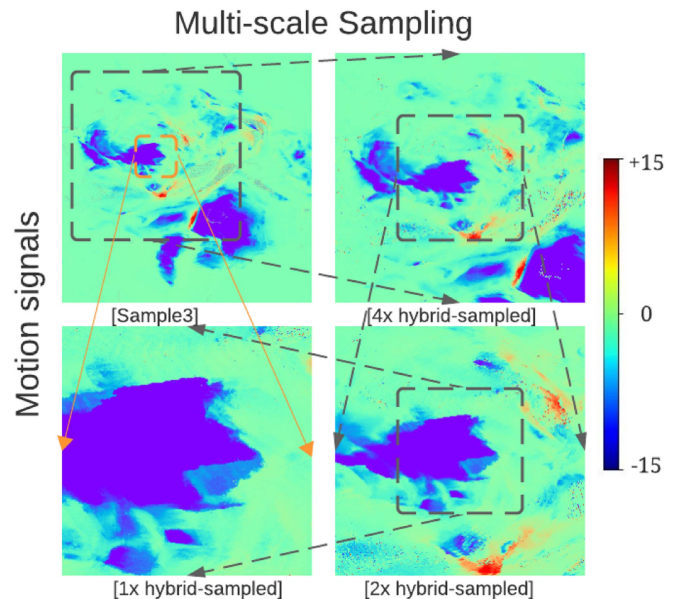 Multi-scale Sampling
Motion signals
[Sample3]
[4x hybrid-sampled]
+15
0
-15
[1x hybrid-sampled]
[2x hybrid-sampled]